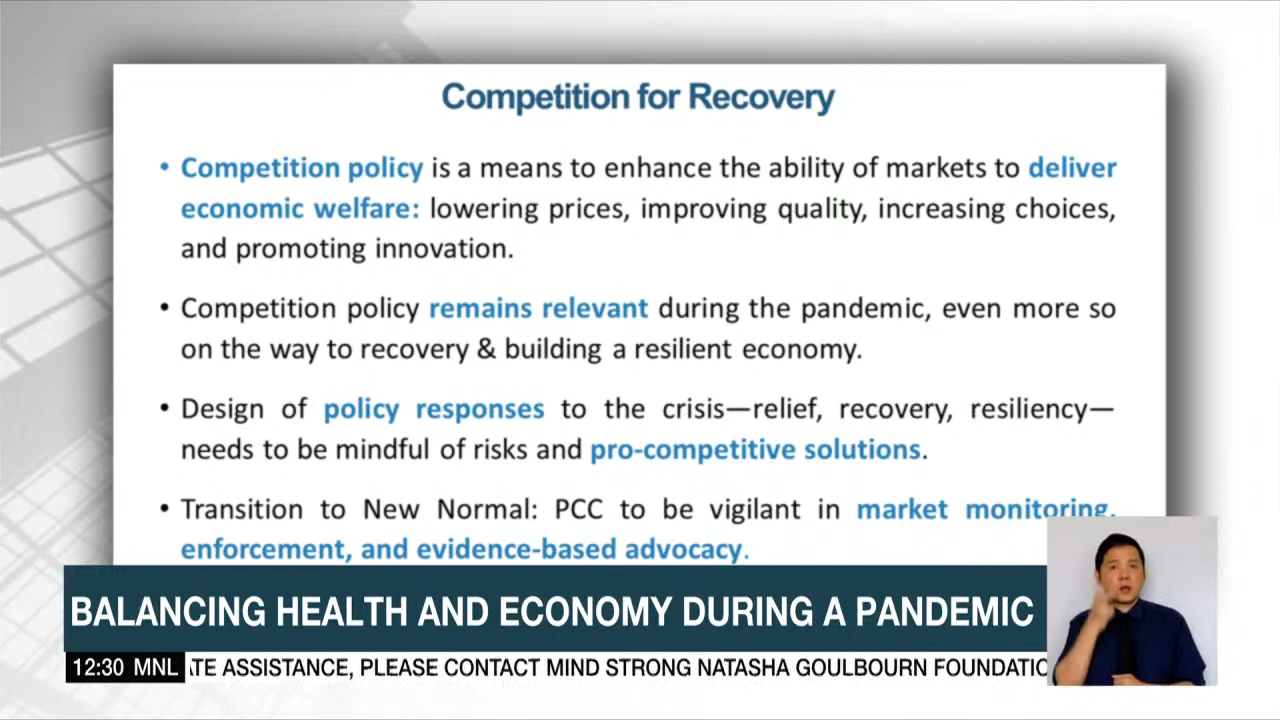 Competition for Recovery
• Competition policy is a means to enhance the ability of markets to deliver
economic welfare: lowering prices, improving quality, increasing choices,
and promoting innovation.
• Competition policy remains relevant during the pandemic, even more so
on the way to recovery & building a resilient economy.
• Design of policy responses to the crisis—relief, recovery, resiliency—
needs to be mindful of risks and pro-competitive solutions.
• Transition to New Normal: PCC to be vigilant in market monitoring,
enforcement, and evidence-based advocacy.
BALANCING HEALTH AND ECONOMY DURING A PANDEMIC
12:30 MNL ATE ASSISTANCE, PLEASE CONTACT MIND STRONG NATASHA GOULBOURN FOUNDATIO